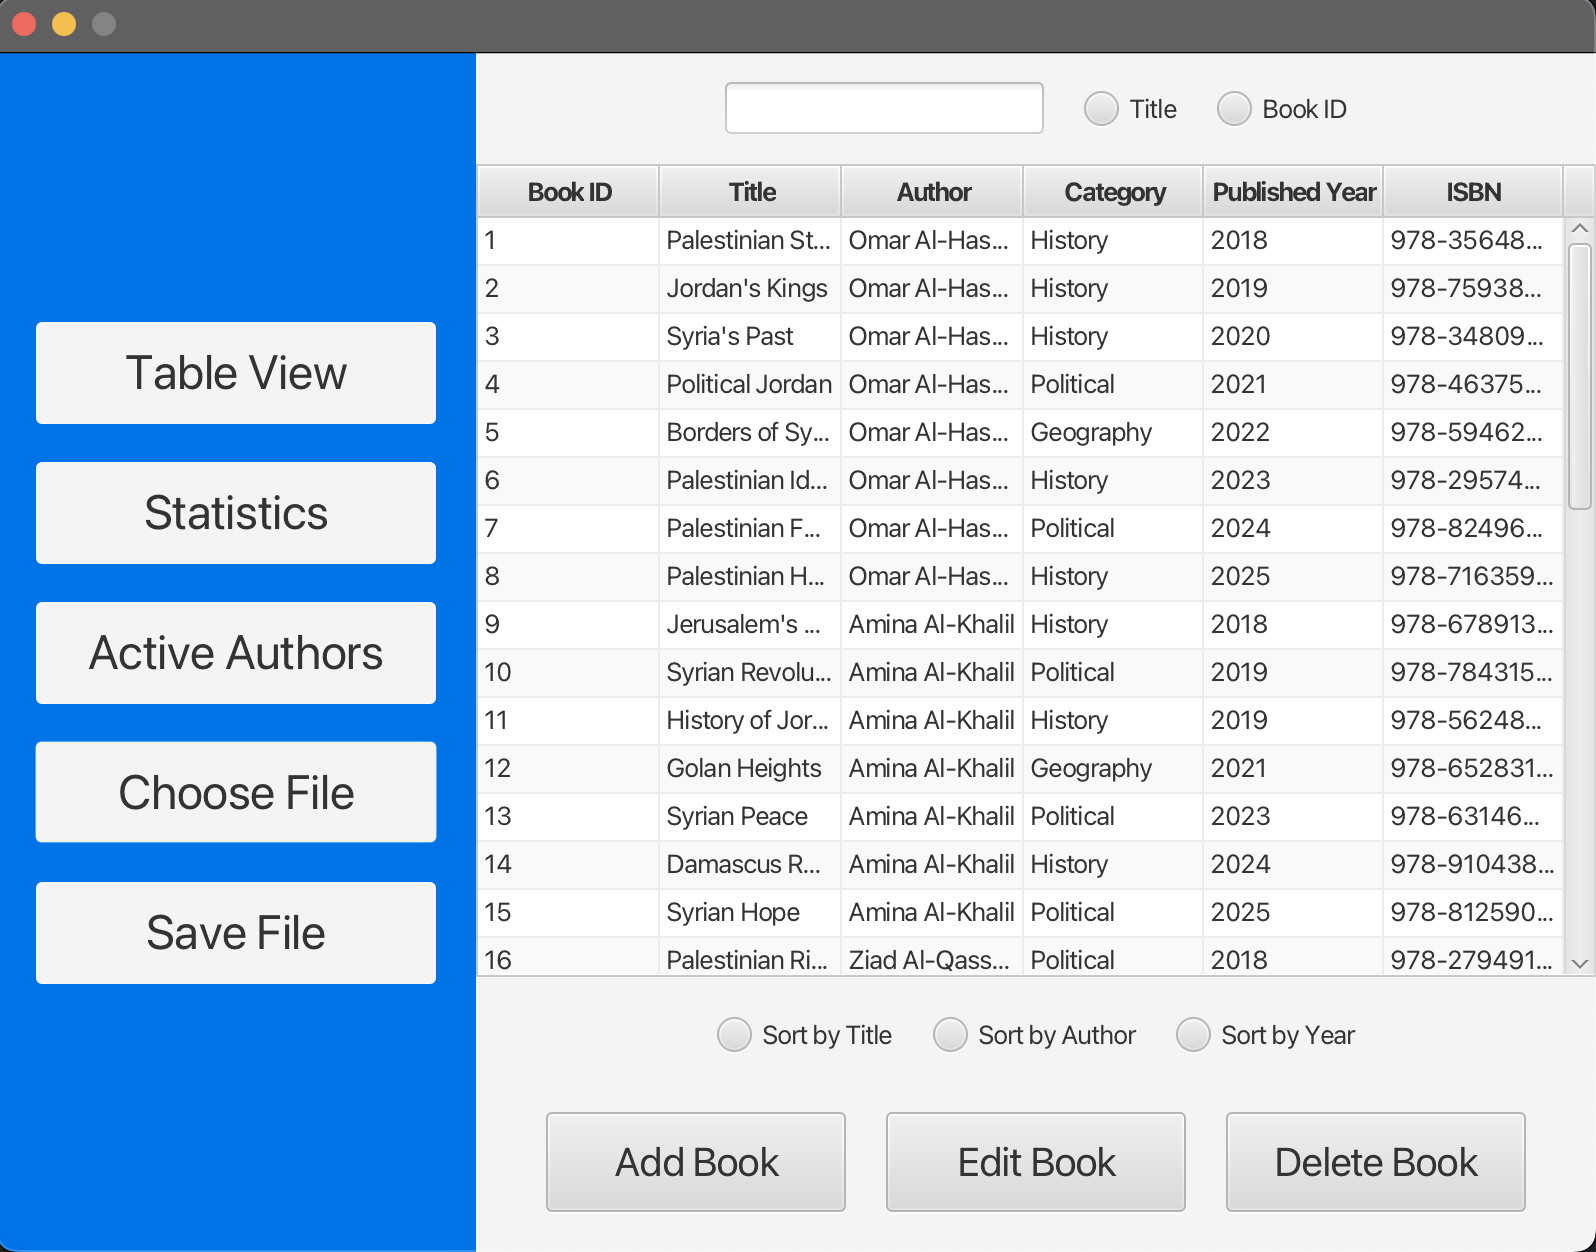 Title Book ID
Book ID Title Author Category Published Year ISBN
1 Palestinian St... Omar Al-Has... History 2018 978-35648...
2 Jordan's Kings Omar Al-Has... History 2019 978-75938...
3 Syria's Past Omar Al-Has... History 2020 978-34809...
4 Political Jordan Omar Al-Has... Political 2021 978-46375...
5 Borders of Sy... Omar Al-Has... Geography 2022 978-59462...
6 Palestinian Id... Omar Al-Has... History 2023 978-29574...
7 Palestinian F... Omar Al-Has... Political 2024 978-82496...
8 Palestinian H... Omar Al-Has... History 2025 978-716359...
9 Jerusalem's ... Amina Al-Khalil History 2018 978-678913...
10 Syrian Revolu... Amina Al-Khalil Political 2019 978-784315...
11 History of Jor... Amina Al-Khalil History 2019 978-56248...
12 Golan Heights Amina Al-Khalil Geography 2021 978-652831...
13 Syrian Peace Amina Al-Khalil Political 2023 978-63146...
14 Damascus R... Amina Al-Khalil History 2024 978-910438...
15 Syrian Hope Amina Al-Khalil Political 2025 978-812590...
16 Palestinian Ri... Ziad Al-Qass... Political 2018 978-279491...
Table View
Statistics
Active Authors
Choose File
Save File
Sort by Title Sort by Author Sort by Year
Add Book Edit Book Delete Book